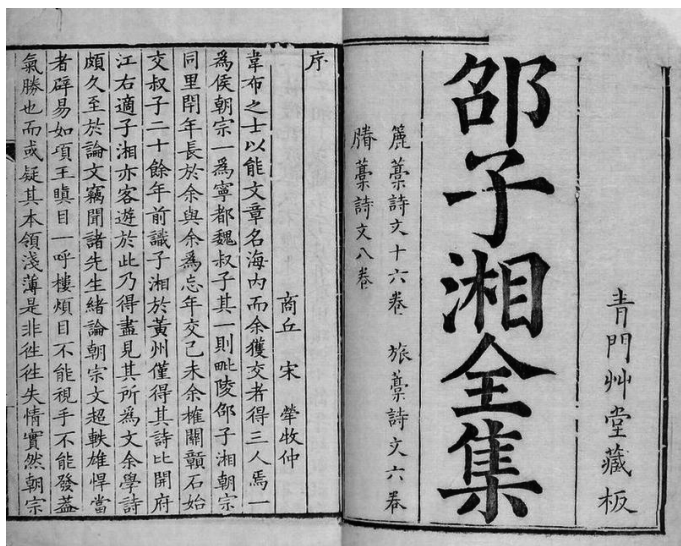 青門艸堂藏板
邵子湘全集
簏藁詩文十六卷 旅藁詩文六卷
賸藁詩文八卷
序
商丘 宋 犖牧仲
韋布之士以能文章名海内而余獲交者得三人焉一
爲侯朝宗一爲寧都魏叔子其一則毗陵邵子湘朝宗
同里閈年長於余與余爲忘年交己未余榷關贛石始
交叔子二十餘年前識子湘於黃州僅得其詩比開府
江右適子湘亦客遊於此乃得盡見其所爲文余學詩
頗久至於論文竊聞諸先生緒論朝宗文超軼雄悍當
者辟易如項王瞋目一呼樓煩目不能視手不能發葢
氣勝也而或疑其本領淺薄是非徃徃失情實然朝宗